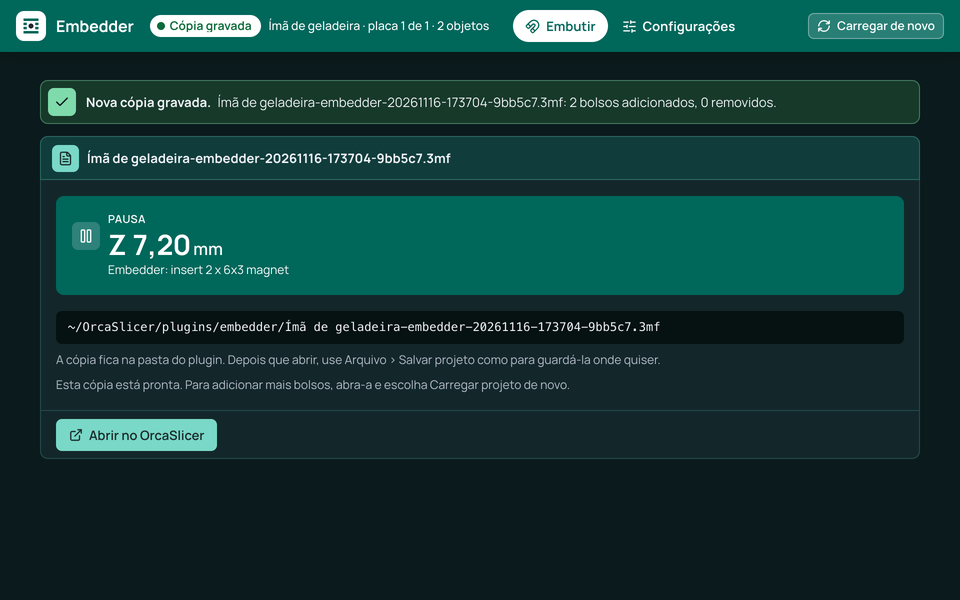 Embedder
Cópia gravada
Ímã de geladeira · placa 1 de 1 · 2 objetos
Embutir
Configurações
Carregar de novo
Nova cópia gravada. Ímã de geladeira-embedder-20261116-173704-9bb5c7.3mf: 2 bolsos adicionados, 0 removidos.
Ímã de geladeira-embedder-20261116-173704-9bb5c7.3mf
PAUSA
Z 7,20 mm
Embedder: insert 2 x 6x3 magnet
~/OrcaSlicer/plugins/embedder/Ímã de geladeira-embedder-20261116-173704-9bb5c7.3mf
A cópia fica na pasta do plugin. Depois que abrir, use Arquivo > Salvar projeto como para guardá-la onde quiser.
Esta cópia está pronta. Para adicionar mais bolsos, abra-a e escolha Carregar projeto de novo.
Abrir no OrcaSlicer